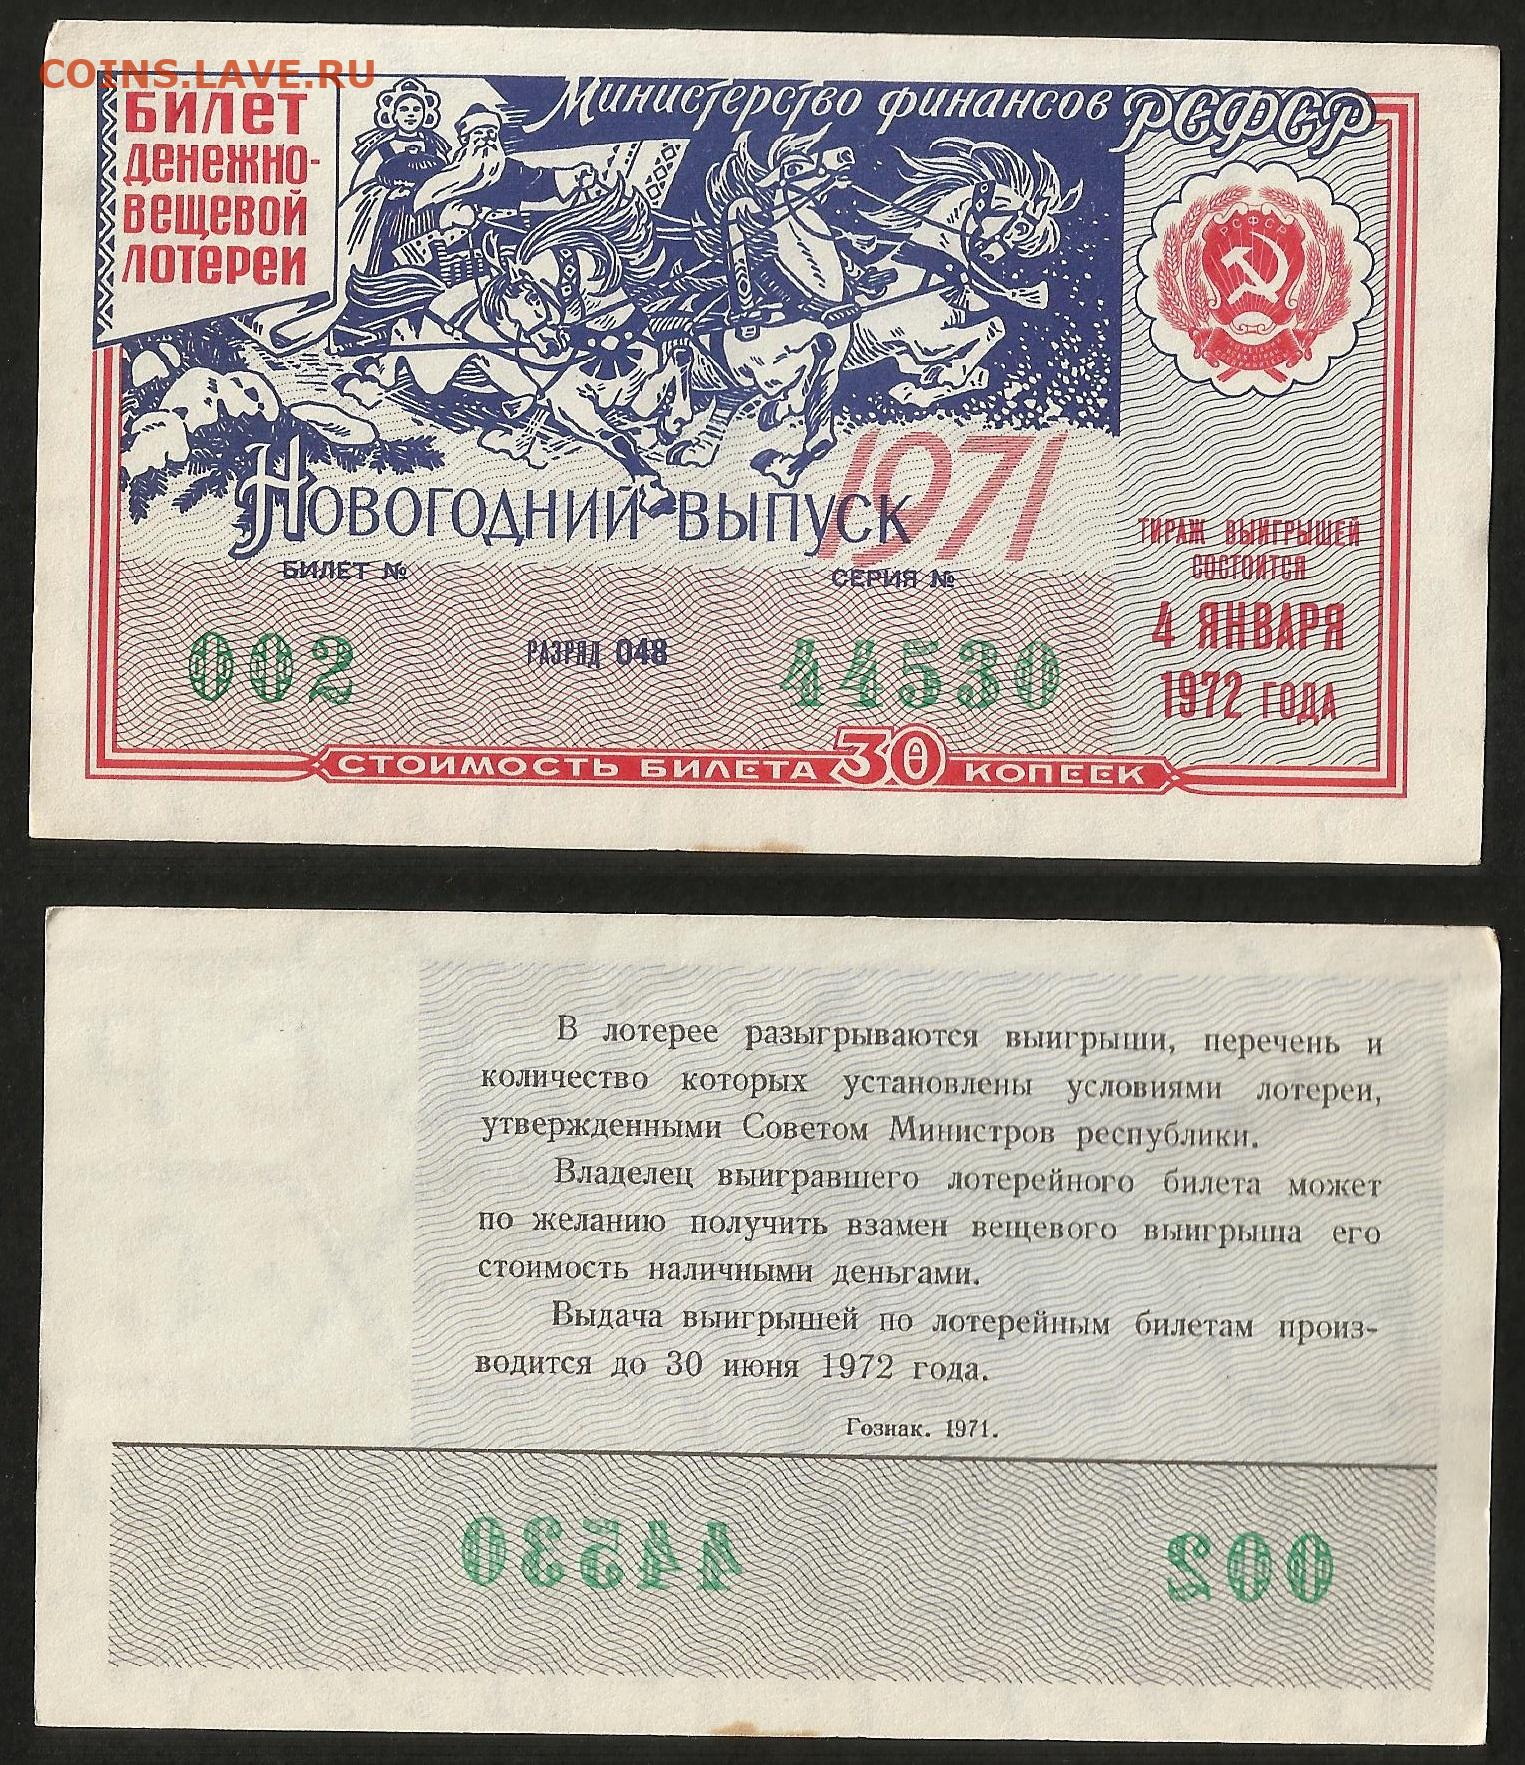 COINS.LAVE.RU
БИЛЕТ
ДЕНЕЖНО-
ВЕЩЕВОЙ
ЛОТЕРЕИ
Министерство финансов РСФСР
РСФСР
Новогодний выпуск
1971
БИЛЕТ № СЕРИЯ №
002 РАЗРЯД 048 44530
ТИРАЖ ВЫИГРЫШЕЙ
СОСТОИТСЯ
4 ЯНВАРЯ
1972 ГОДА
СТОИМОСТЬ БИЛЕТА 30 КОПЕЕК
В лотерее разыгрываются выигрыши, перечень и
количество которых установлены условиями лотереи,
утвержденными Советом Министров республики.
Владелец выигравшего лотерейного билета может
по желанию получить взамен вещевого выигрыша его
стоимость наличными деньгами.
Выдача выигрышей по лотерейным билетам произ-
водится до 30 июня 1972 года.
Гознак. 1971.
44530 002